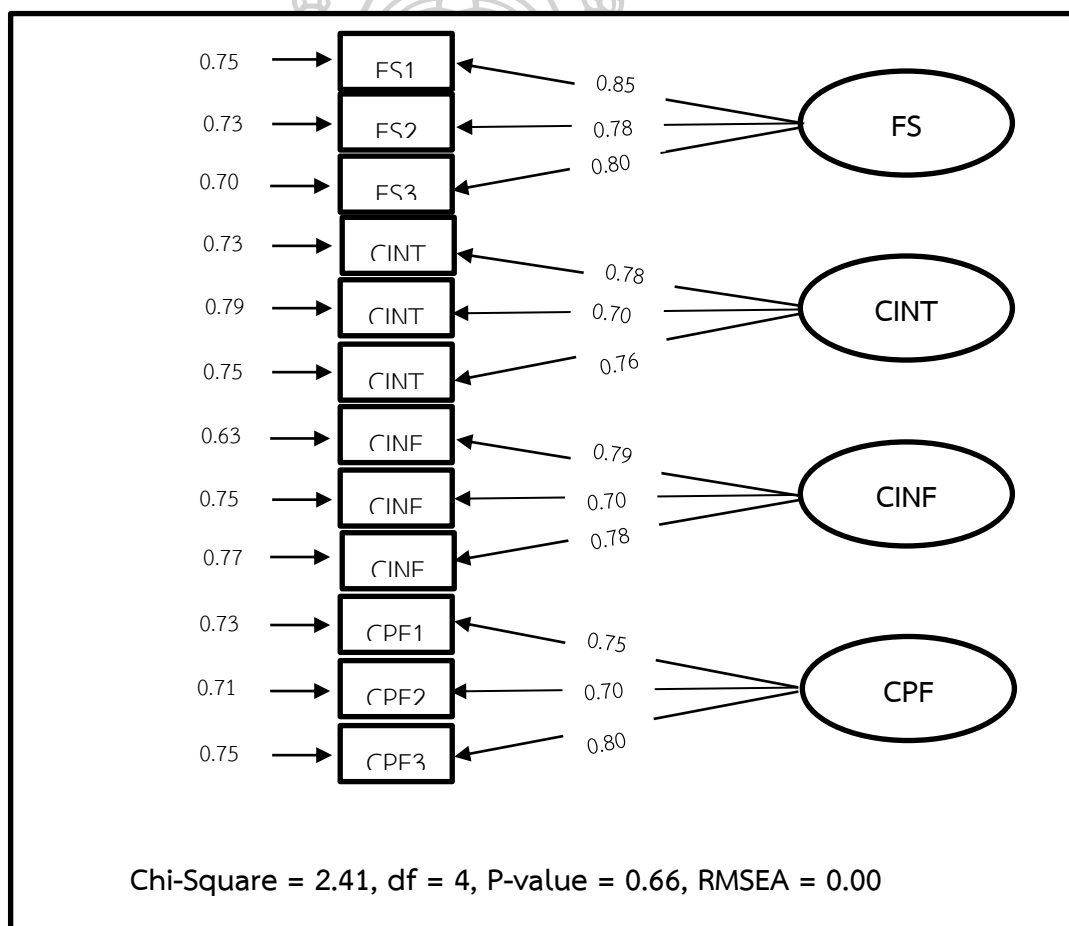 0.75 FS1 0.85
0.73 FS2 0.78 FS
0.70 FS3 0.80
0.73 CINT 0.78
0.79 CINT 0.70 CINT
0.75 CINT 0.76
0.63 CINF 0.79
0.75 CINF 0.70 CINF
0.77 CINF 0.78
0.73 CPF1 0.75
0.71 CPF2 0.70 CPF
0.75 CPF3 0.80
Chi-Square = 2.41, df = 4, P-value = 0.66, RMSEA = 0.00